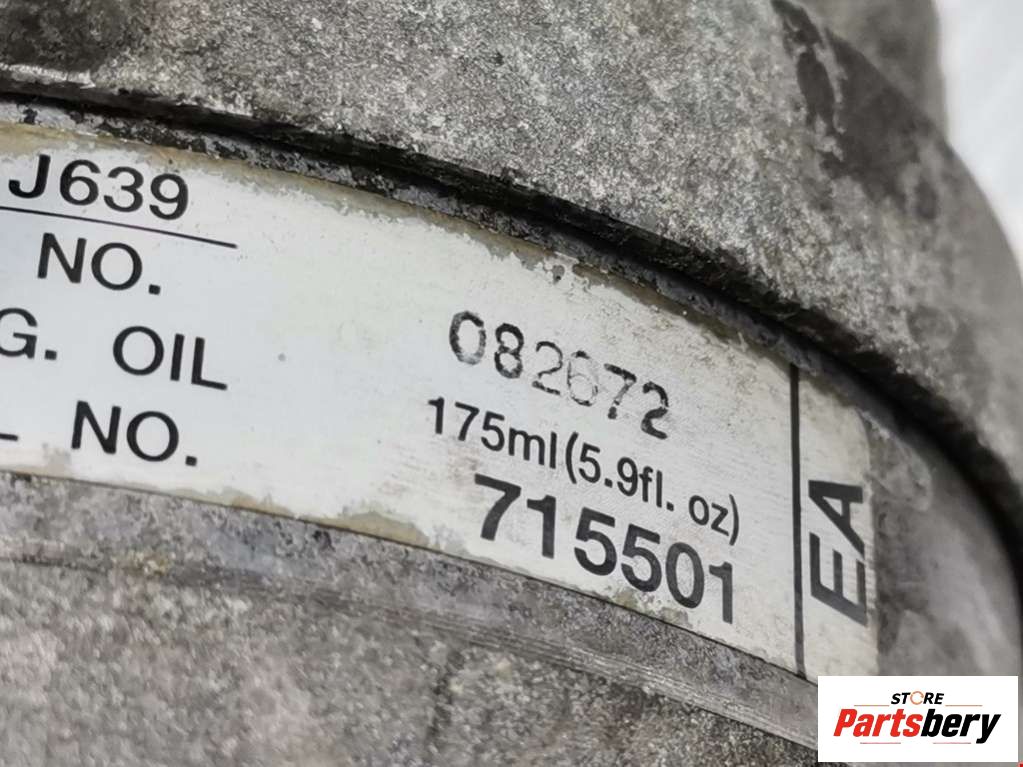 J639
NO. 082672
G. OIL 175ml (5.9fl. oz)
L NO. 715501
EA
STORE
Partsbery